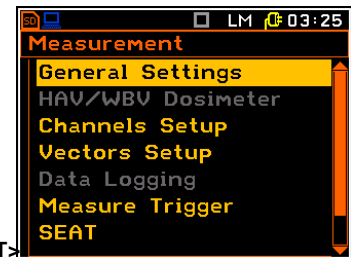 LM 03:25
Measurement
General Settings
HAV/WBV Dosimeter
Channels Setup
Vectors Setup
Data Logging
Measure Trigger
SEAT